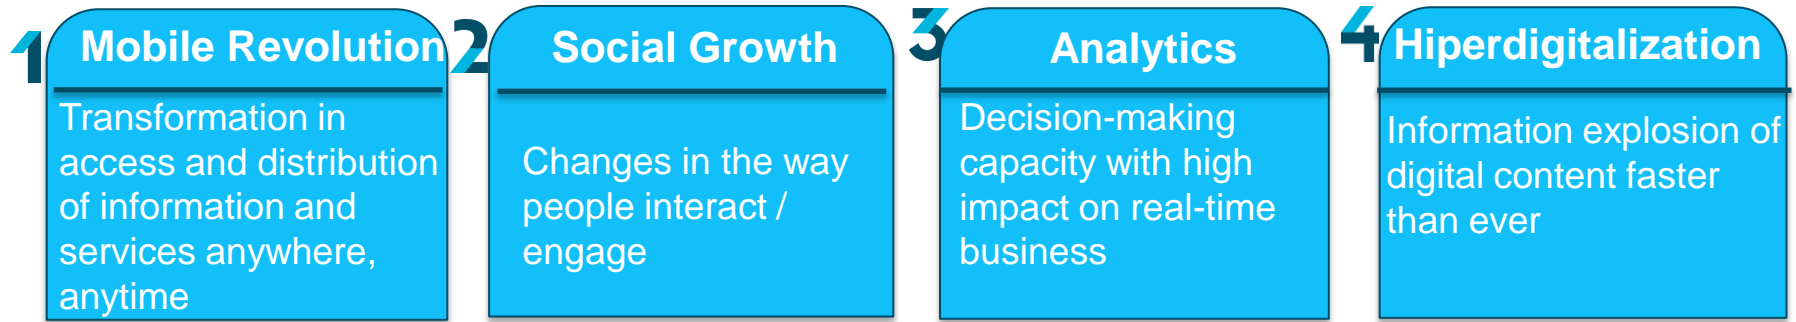 1
Mobile Revolution
Transformation in
access and distribution
of information and
services anywhere,
anytime
2
Social Growth
Changes in the way
people interact /
engage
3
Analytics
Decision-making
capacity with high
impact on real-time
business
4
Hiperdigitalization
Information explosion of
digital content faster
than ever